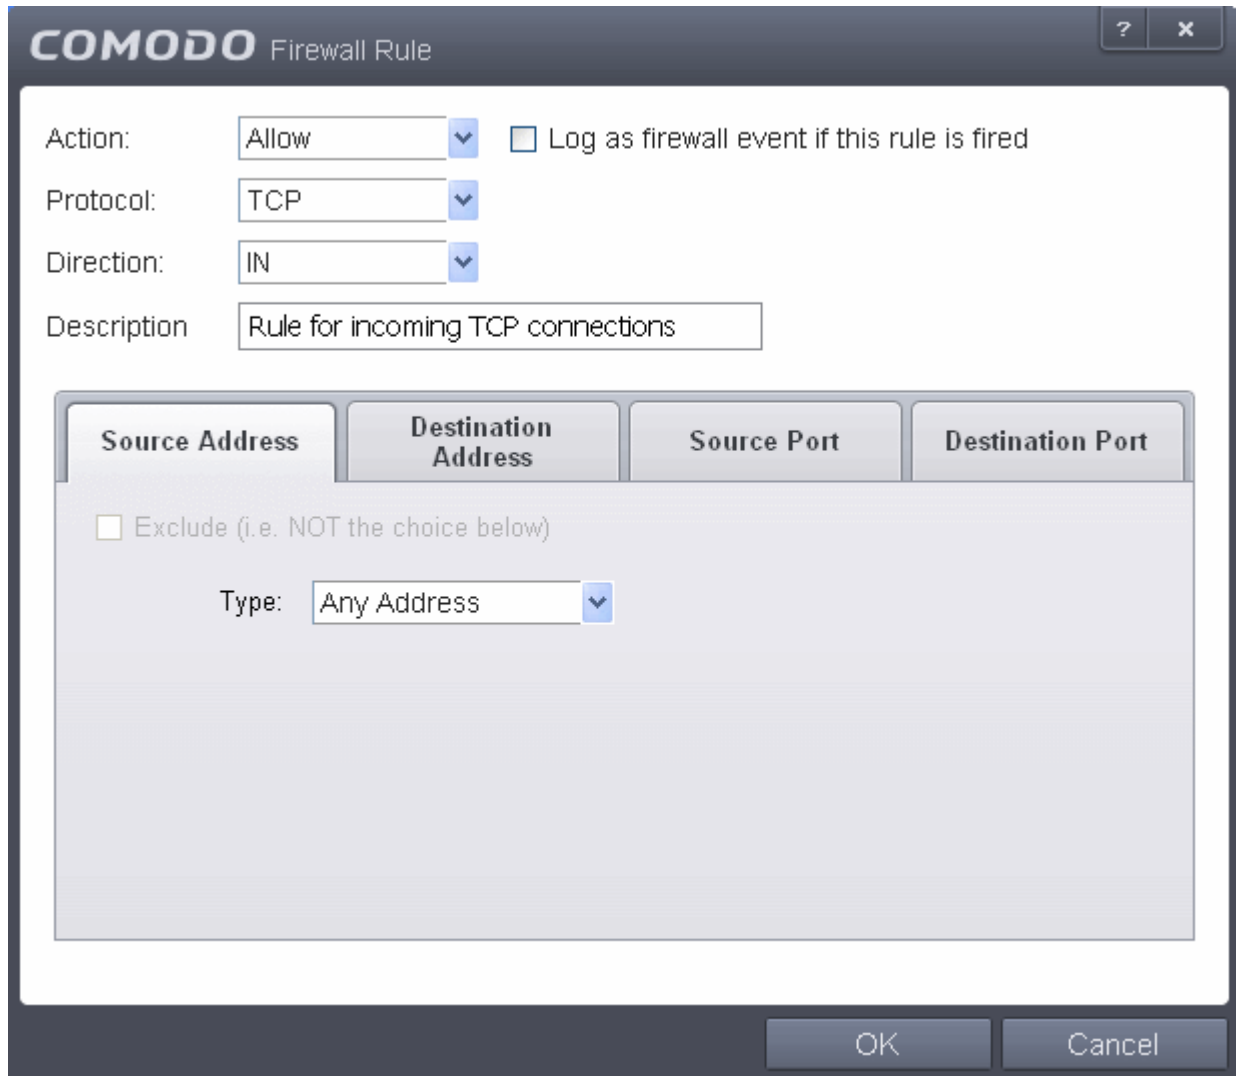 COMODO Firewall Rule
? x
Action: Allow Log as firewall event if this rule is fired
Protocol: TCP
Direction: IN
Description Rule for incoming TCP connections
Source Address
Destination Address
Source Port
Destination Port
Exclude (i.e. NOT the choice below)
Type: Any Address
OK Cancel